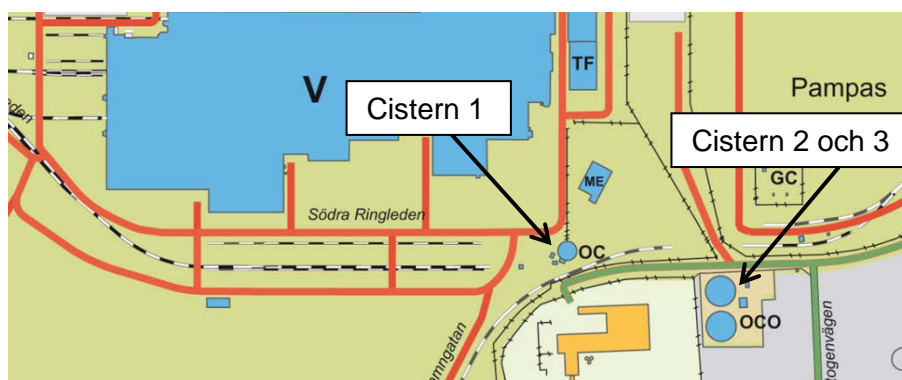 TF
V
Cistern 1
Pampas
Cistern 2 och 3
ME
GC
Södra Ringleden
OC
OCO